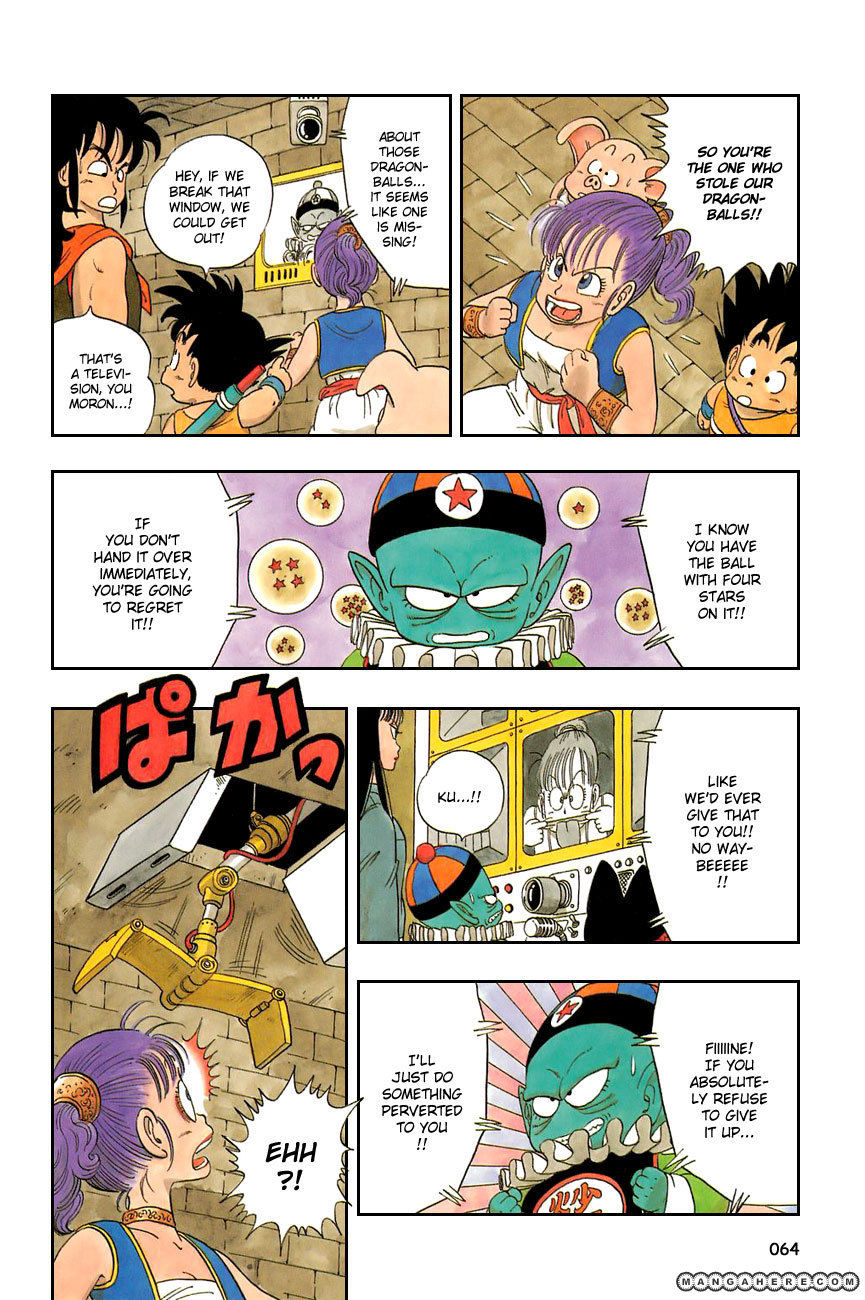 SO YOU'RE
THE ONE WHO
STOLE OUR
DRAGON-
BALLS!!
ABOUT
THOSE
DRAGON-
BALLS...
IT SEEMS
LIKE ONE
IS MIS-
SING!
HEY, IF WE
BREAK THAT
WINDOW, WE
COULD GET
OUT!
THAT'S
A TELEVI-
SION, YOU
MORON...!
I KNOW
YOU HAVE
THE BALL
WITH FOUR
STARS
ON IT!!
IF
YOU DON'T
HAND IT OVER
IMMEDIATELY,
YOU'RE GOING
TO REGRET
IT!!
LIKE
WE'D EVER
GIVE THAT
TO YOU!!
NO WAY-
BEEEEE
!!
KU...!!
FIIIINE!
IF YOU
ABSOLUTE-
LY REFUSE
TO GIVE
IT UP...
I'LL
JUST DO
SOMETHING
PERVERTED
TO YOU
!!
ぱかっ
EHH
?!
炒
064
MANGAHERE.COM